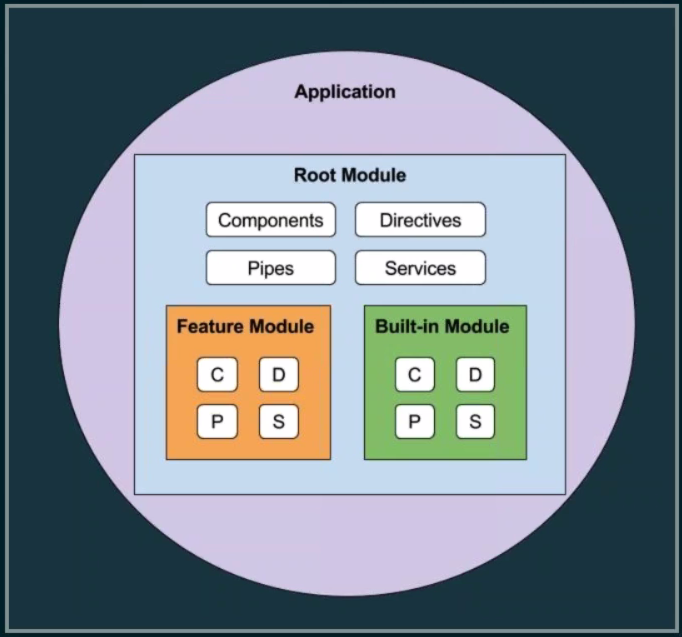 Application
Root Module
Components
Directives
Pipes
Services
Feature Module
C
D
P
S
Built-in Module
C
D
P
S